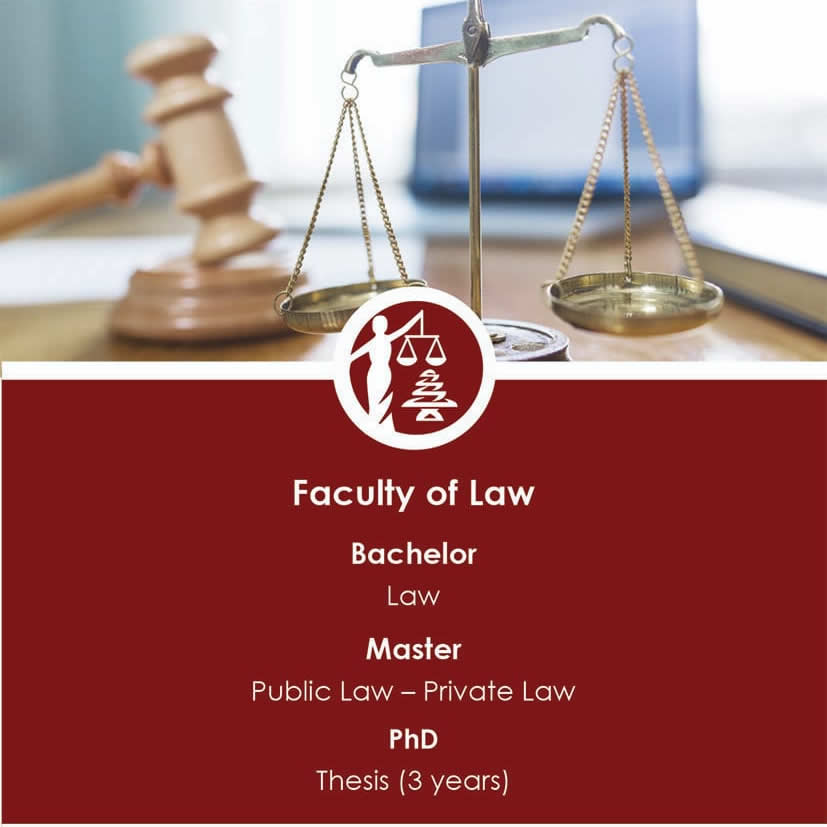 Faculty of Law
Bachelor
Law
Master
Public Law – Private Law
PhD
Thesis (3 years)